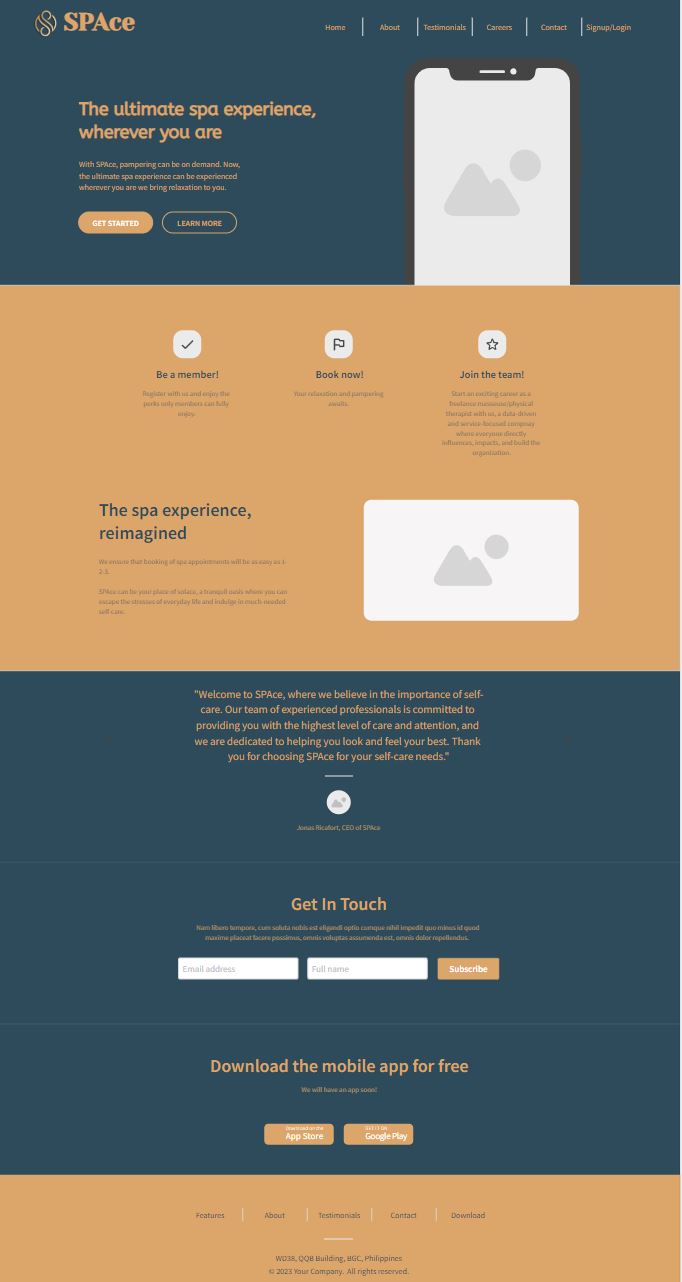 SPAce
Home About Testimonials Careers Contact Signup/Login
The ultimate spa experience,
wherever you are
With SPAce, pampering can be on demand. Now,
the ultimate spa experience can be experienced
wherever you are we bring relaxation to you.
GET STARTED LEARN MORE
Be a member!
Register with us and enjoy the
perks only members can fully
enjoy.
Book now!
Your relaxation and pampering
awaits.
Join the team!
Start an exciting career as a
freelance masseuse/physical
therapist with us, a data-driven
and service-focused company
where everyone directly
influences, impacts, and build the
organization.
The spa experience,
reimagined
We ensure that booking of spa appointments will be as easy as 1-
2-3.
SPAce can be your place of solace, a tranquil oasis where you can
escape the stresses of everyday life and indulge in much-needed
self-care.
"Welcome to SPAce, where we believe in the importance of self-
care. Our team of experienced professionals is committed to
providing you with the highest level of care and attention, and
we are dedicated to helping you look and feel your best. Thank
you for choosing SPAce for your self-care needs."
Jonas Ricafort, CEO of SPAce
Get In Touch
Nam libero tempore, cum soluta nobis est eligendi optio cumque nihil impedit quo minus id quod
maxime placeat facere possimus, omnis voluptas assumenda est, omnis dolor repellendus.
Email address Full name Subscribe
Download the mobile app for free
We will have an app soon!
Download on the
App Store
GET IT ON
Google Play
Features About Testimonials Contact Download
WD38, QQB Building, BGC, Philippines
© 2023 Your Company. All rights reserved.